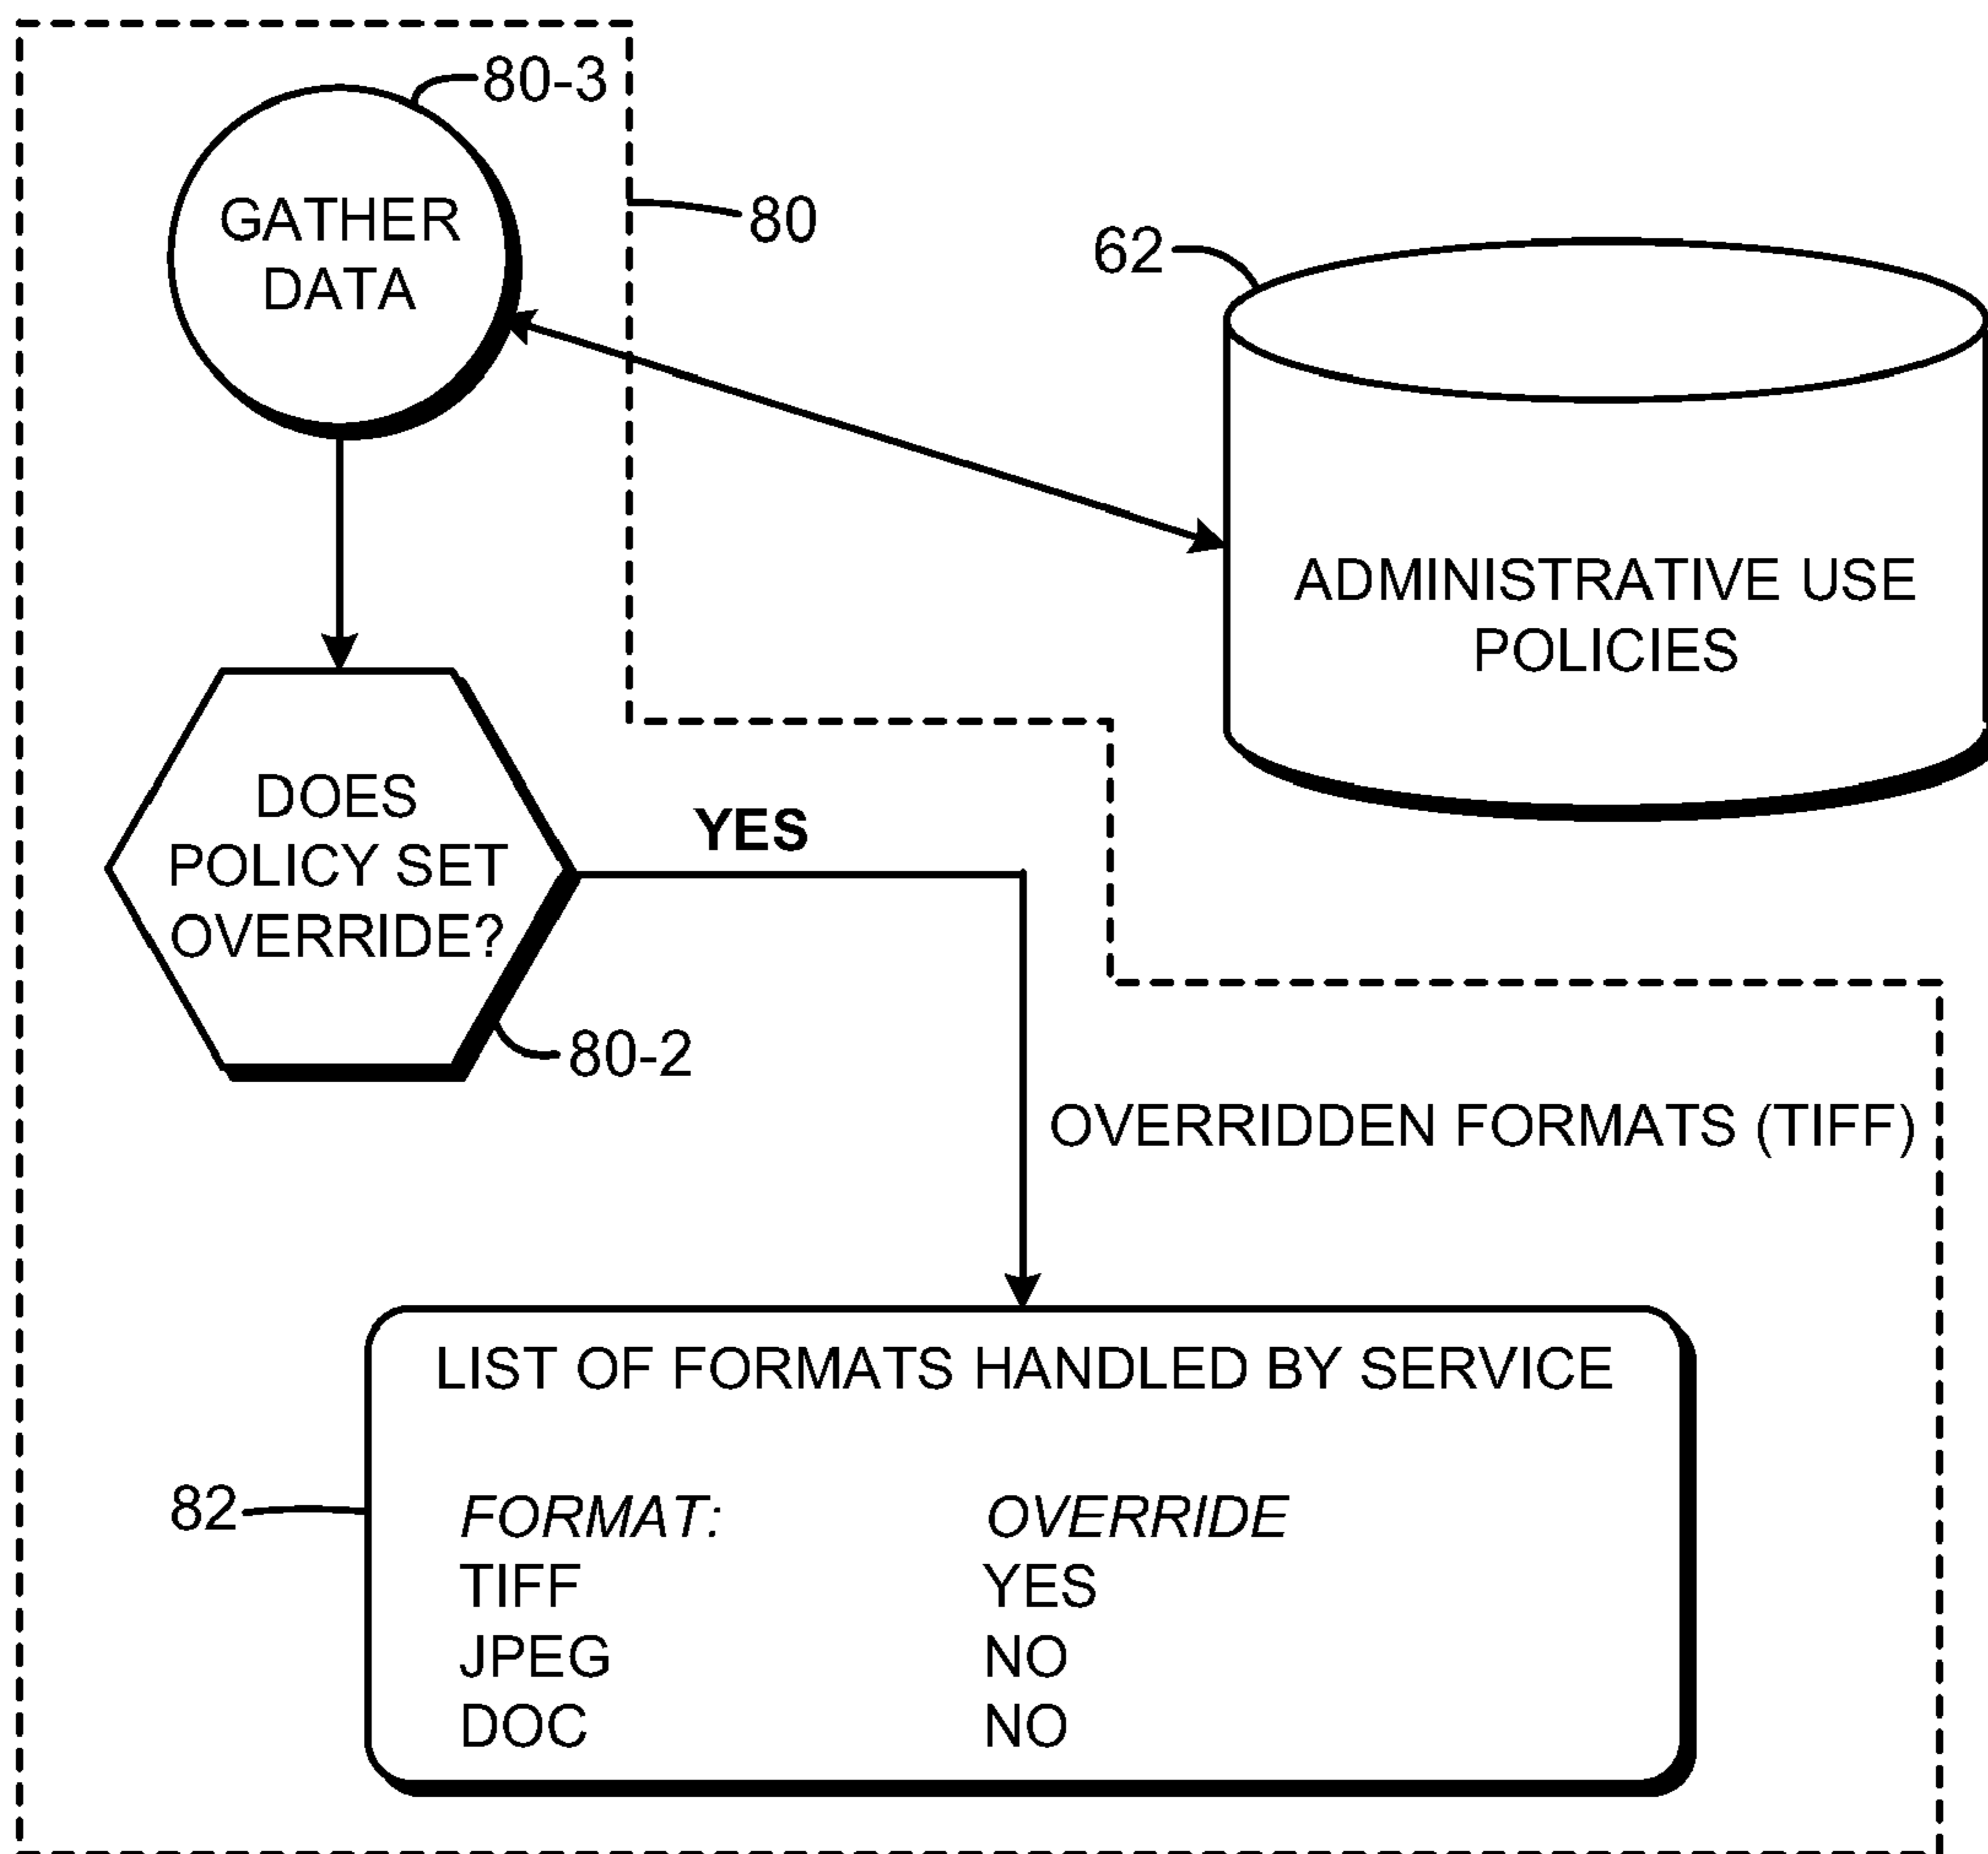 80-3
GATHER
DATA
80
62
ADMINISTRATIVE USE
POLICIES
DOES
POLICY SET
OVERRIDE?
YES
80-2
OVERRIDDEN FORMATS (TIFF)
LIST OF FORMATS HANDLED BY SERVICE
82
FORMAT: OVERRIDE
TIFF YES
JPEG NO
DOC NO